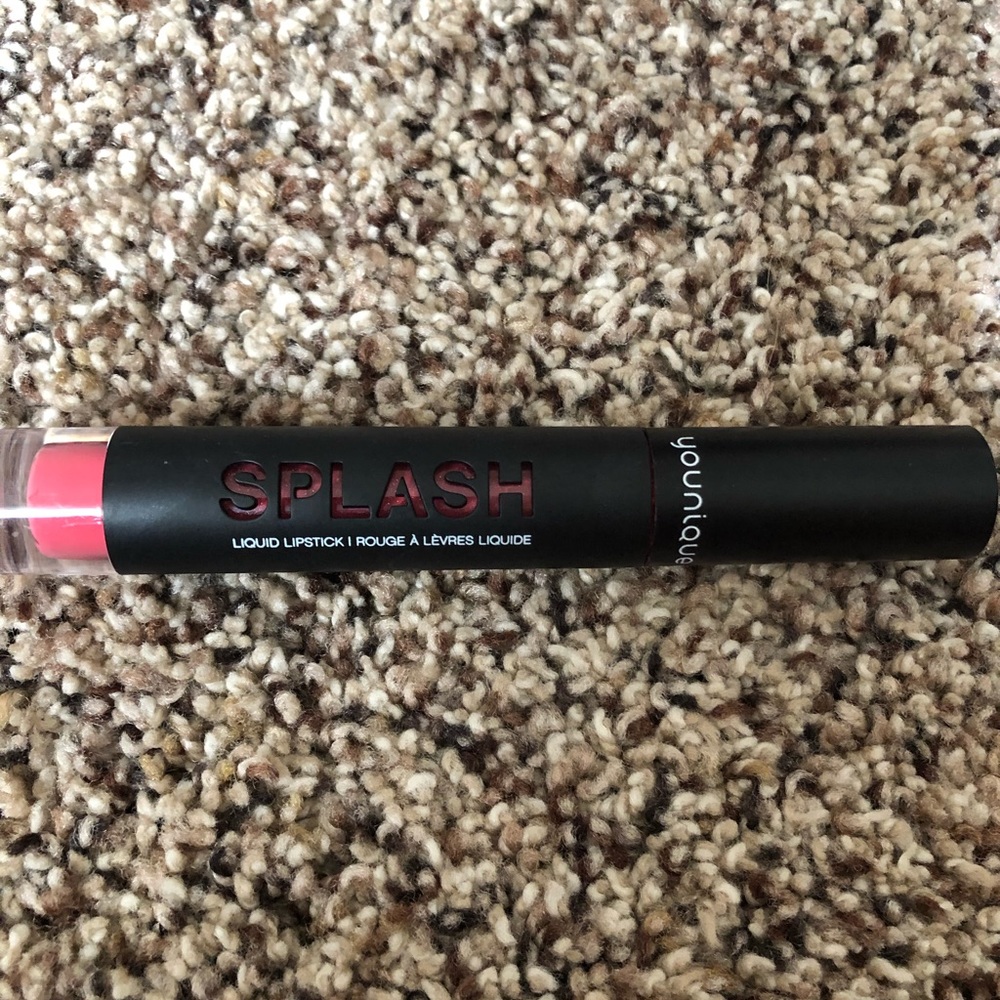 SPLASH
LIQUID LIPSTICK I ROUGE À LÈVRES LIQUIDE
younique